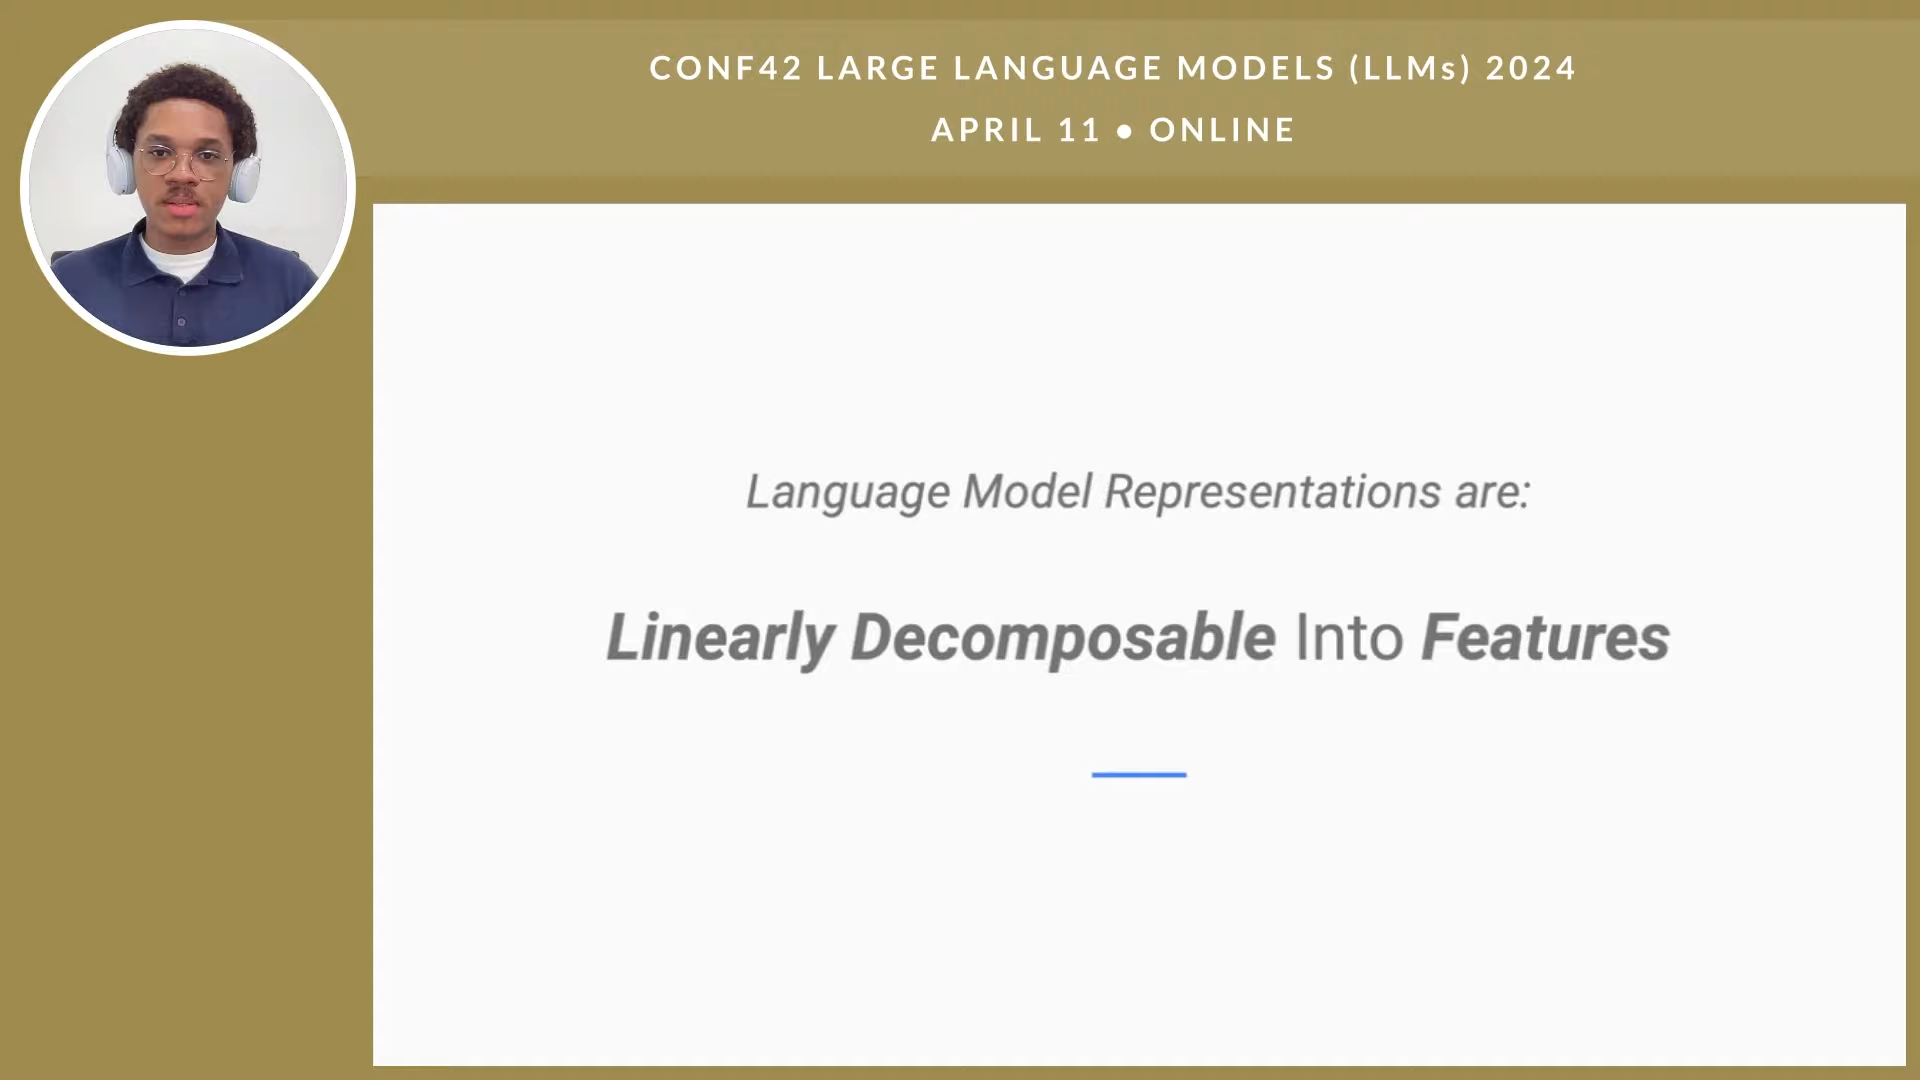 CONF42 LARGE LANGUAGE MODELS (LLMs) 2024
APRIL 11 • ONLINE
Language Model Representations are:
Linearly Decomposable Into Features